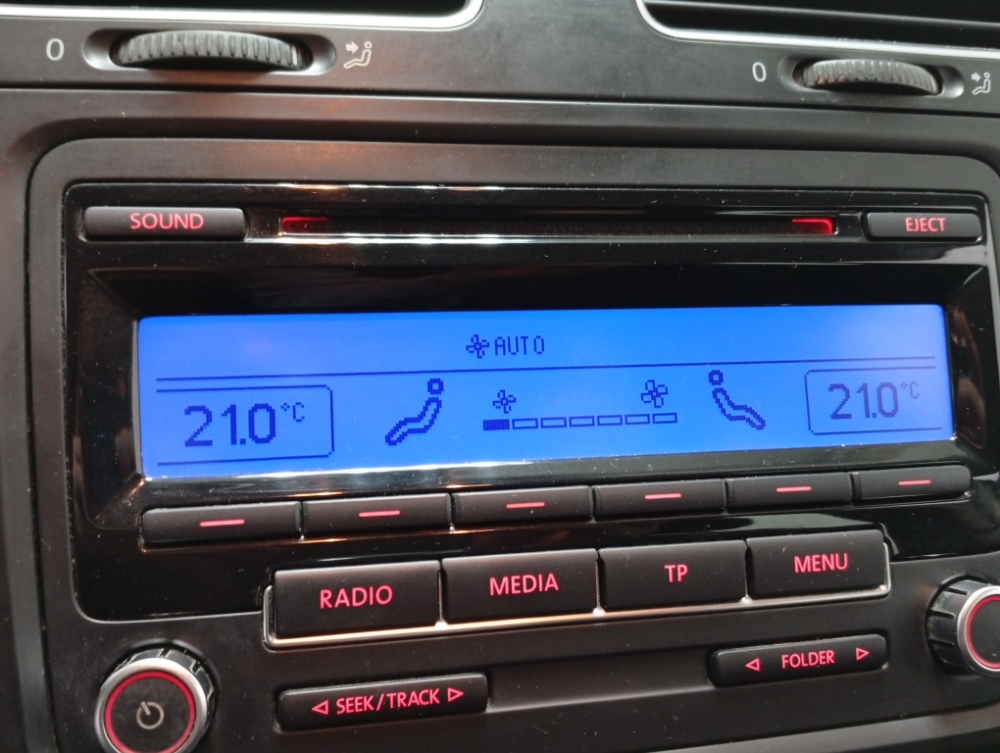 0
0
SOUND
EJECT
AUTO
21.0°C
21.0°C
RADIO
MEDIA
TP
MENU
SEEK/TRACK
FOLDER